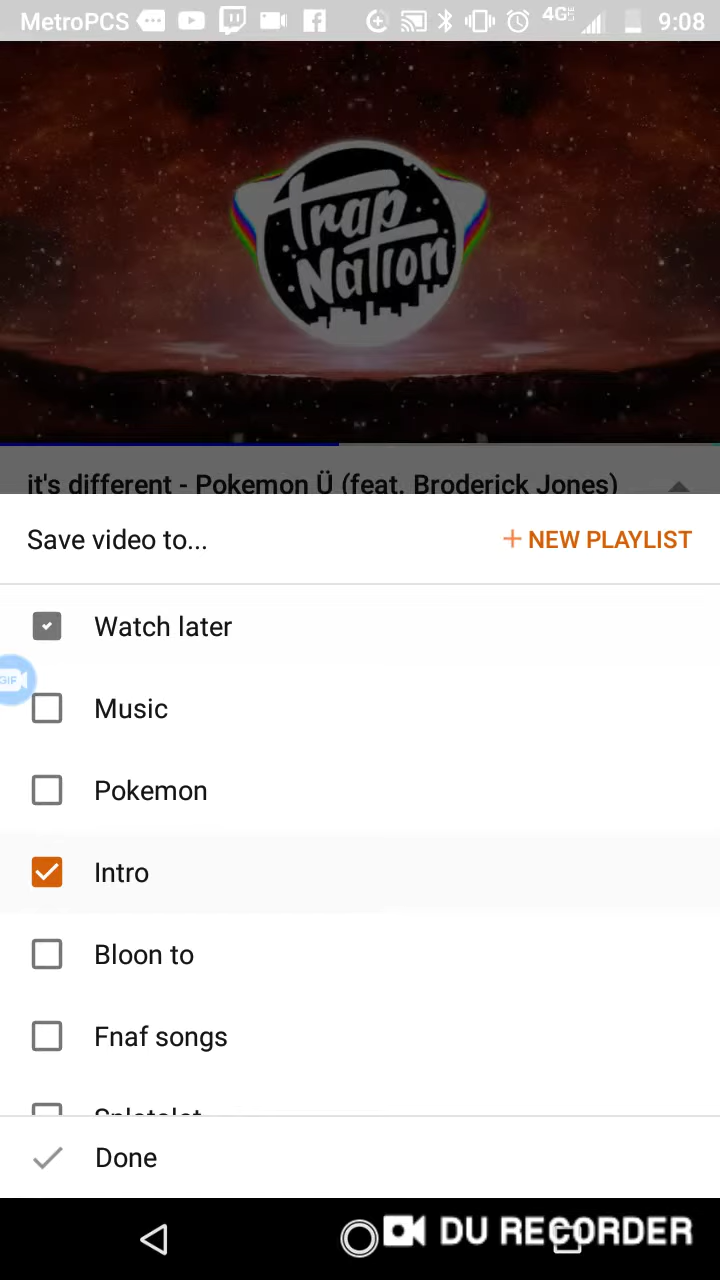 MetroPCS 4G 9:08
Trap
Nation
it's different - Pokemon Ü (feat. Broderick Jones)
Save video to... + NEW PLAYLIST
Watch later
GIF
Music
Pokemon
Intro
Bloon to
Fnaf songs
Done
DU RECORDER